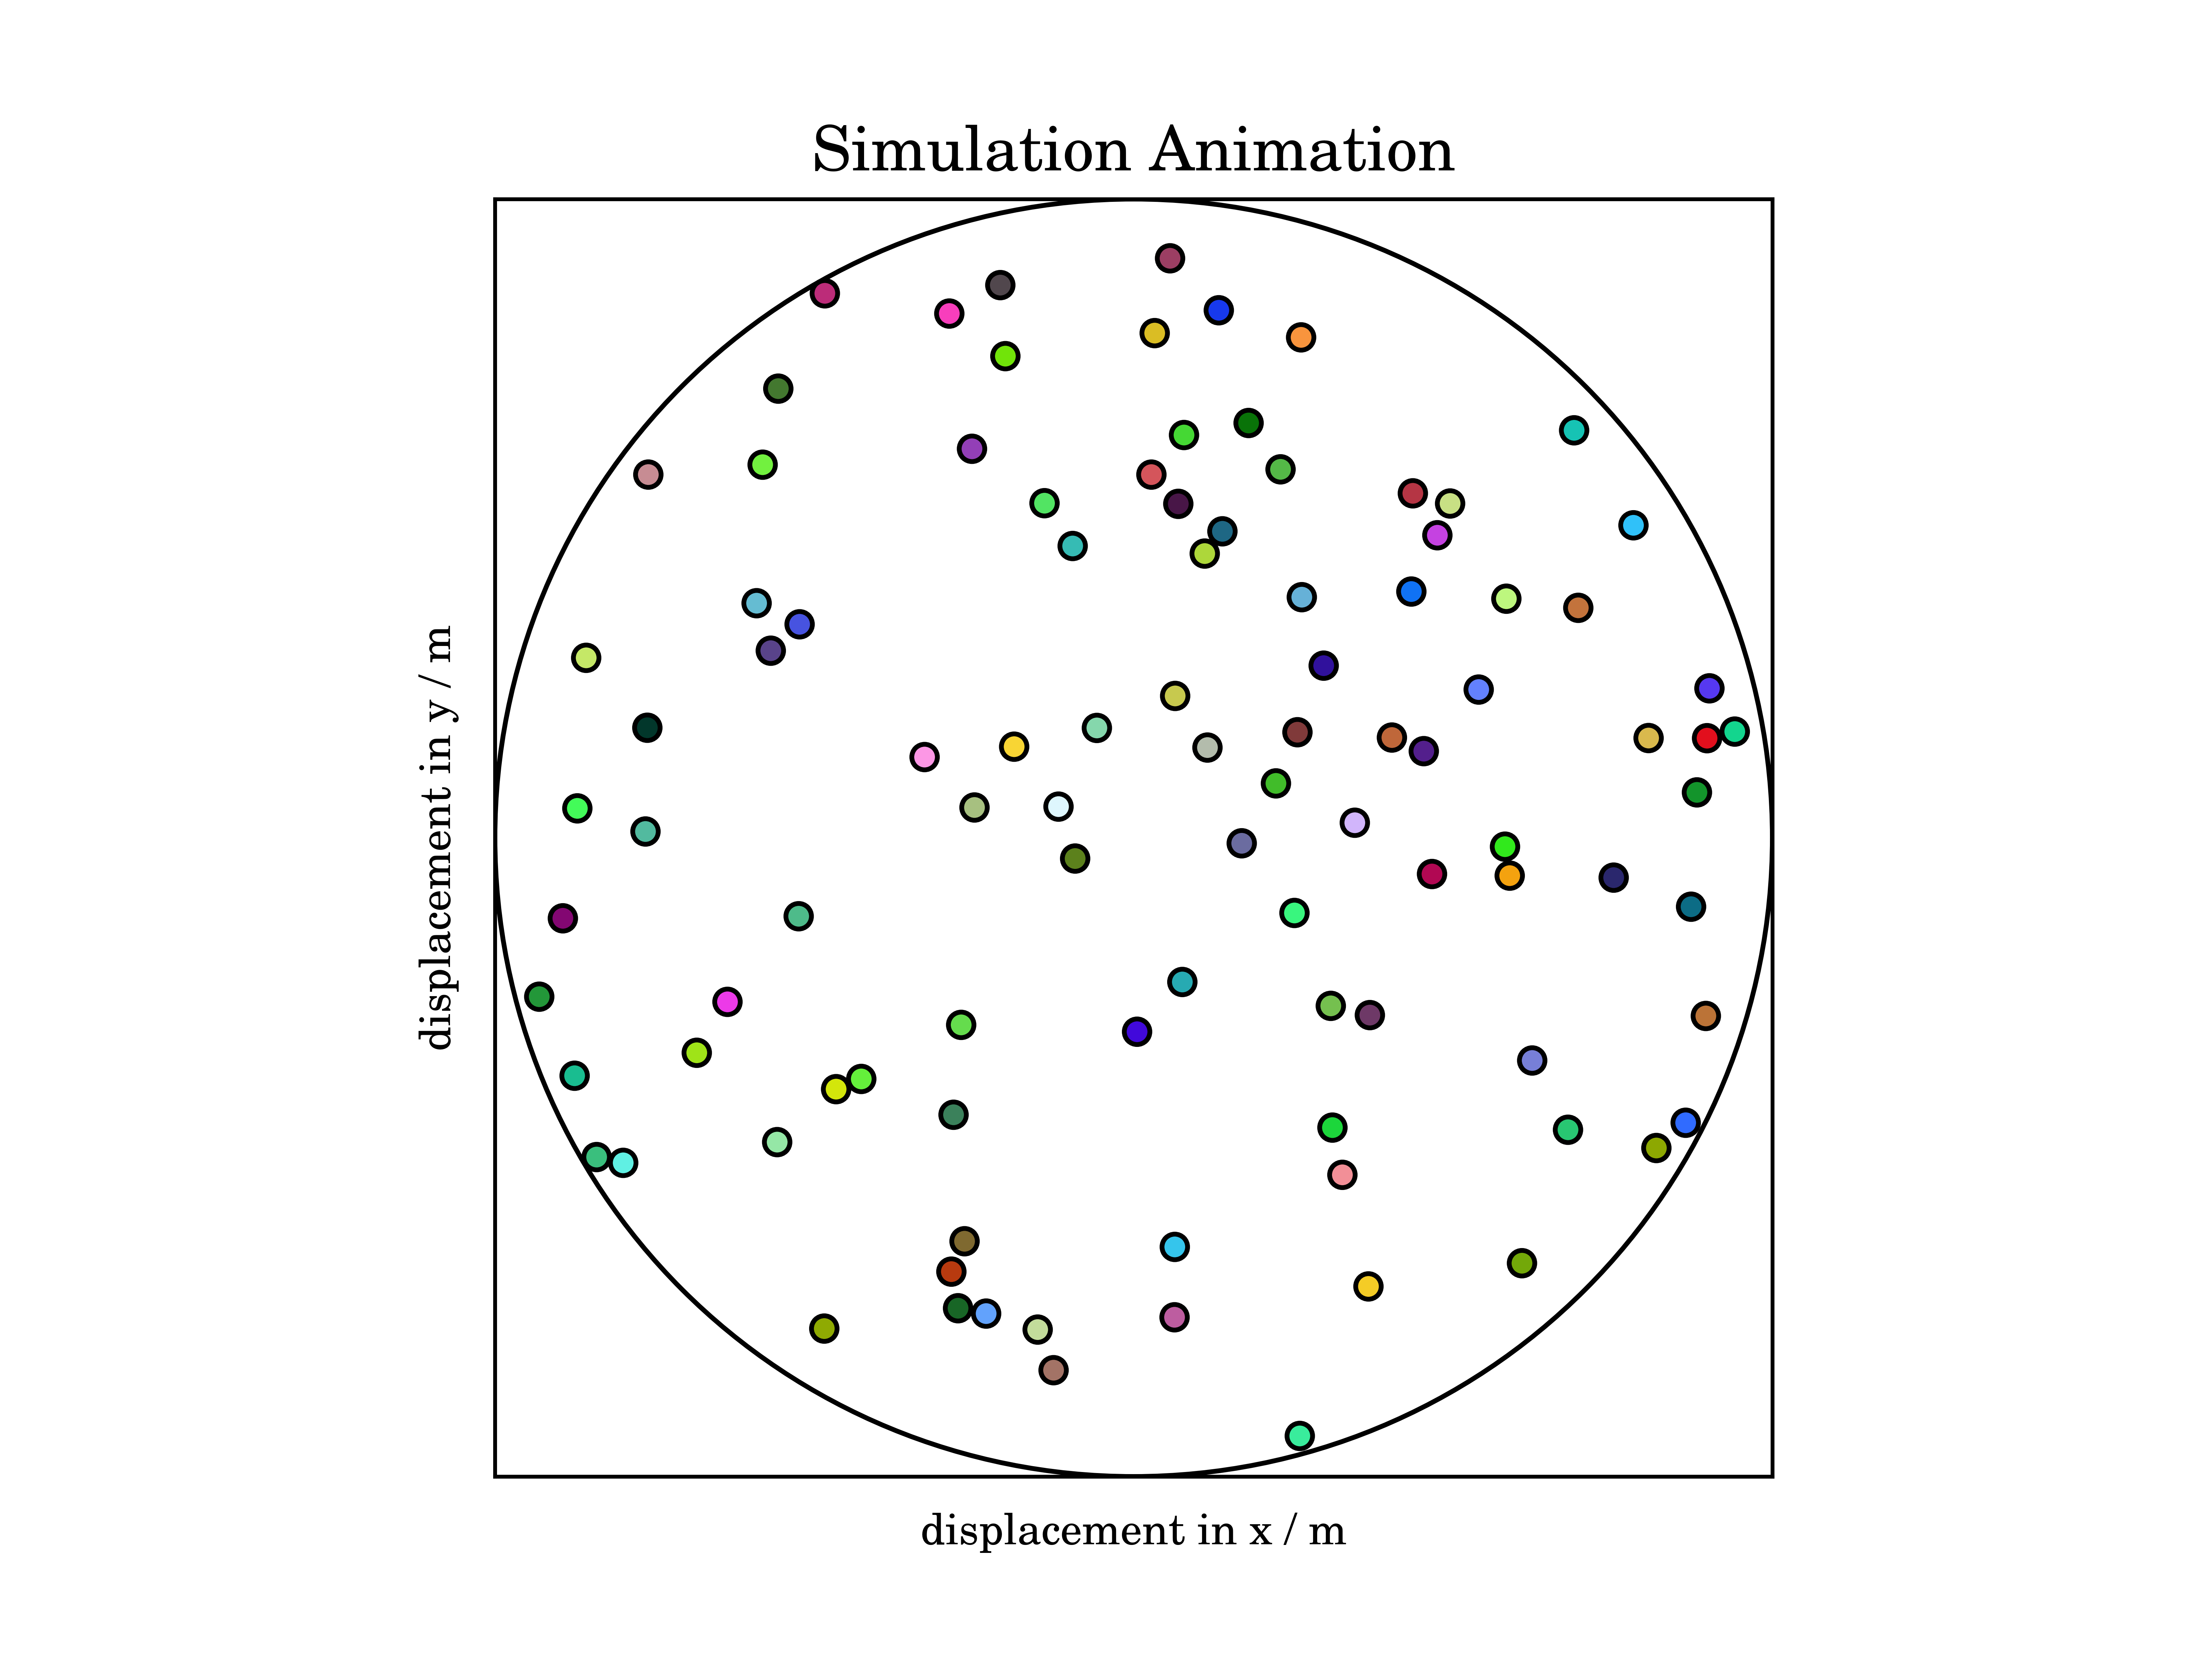 Simulation Animation
displacement in y / m
displacement in x / m